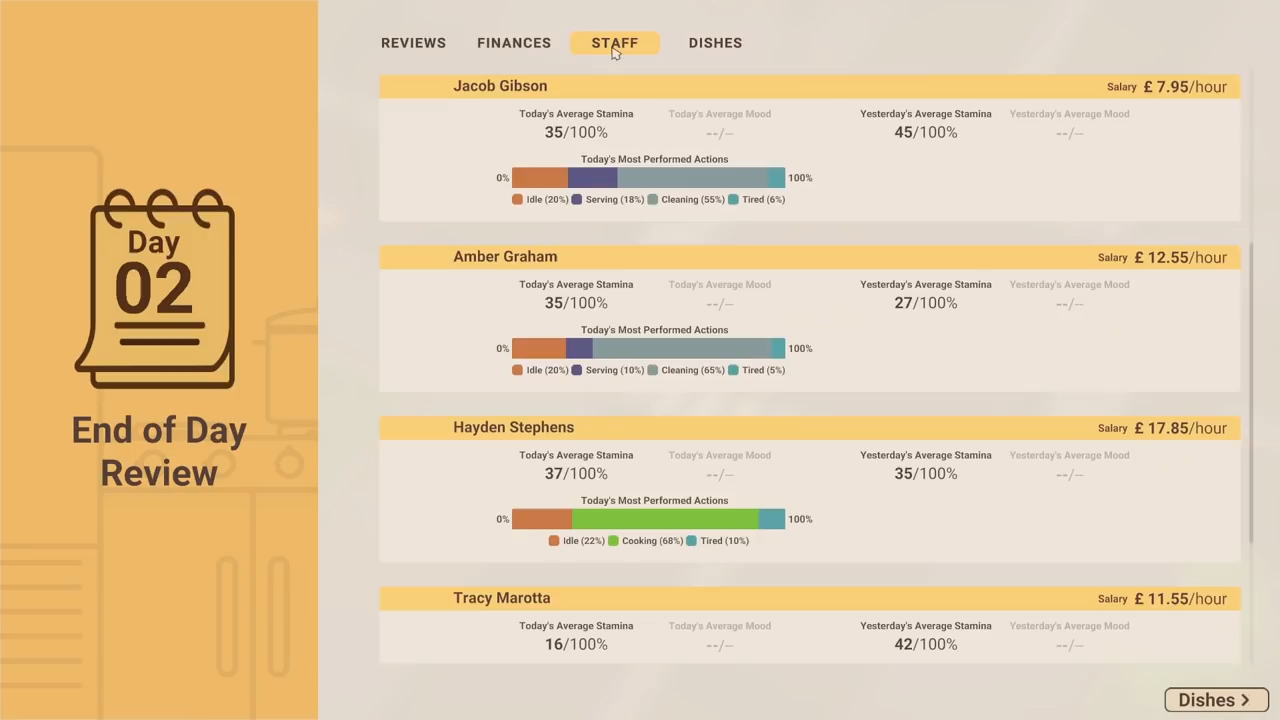 REVIEWS FINANCES STAFF DISHES
Day
02
End of Day
Review
Jacob Gibson Salary £ 7.95/hour
Today's Average Stamina Today's Average Mood Yesterday's Average Stamina Yesterday's Average Mood
35/100% --/-- 45/100% --/--
Today's Most Performed Actions
0% 100%
Idle (20%) Serving (18%) Cleaning (55%) Tired (6%)
Amber Graham Salary £ 12.55/hour
Today's Average Stamina Today's Average Mood Yesterday's Average Stamina Yesterday's Average Mood
35/100% --/-- 27/100% --/--
Today's Most Performed Actions
0% 100%
Idle (20%) Serving (10%) Cleaning (65%) Tired (5%)
Hayden Stephens Salary £ 17.85/hour
Today's Average Stamina Today's Average Mood Yesterday's Average Stamina Yesterday's Average Mood
37/100% --/-- 35/100% --/--
Today's Most Performed Actions
0% 100%
Idle (22%) Cooking (68%) Tired (10%)
Tracy Marotta Salary £ 11.55/hour
Today's Average Stamina Today's Average Mood Yesterday's Average Stamina Yesterday's Average Mood
16/100% --/-- 42/100% --/--
Dishes >